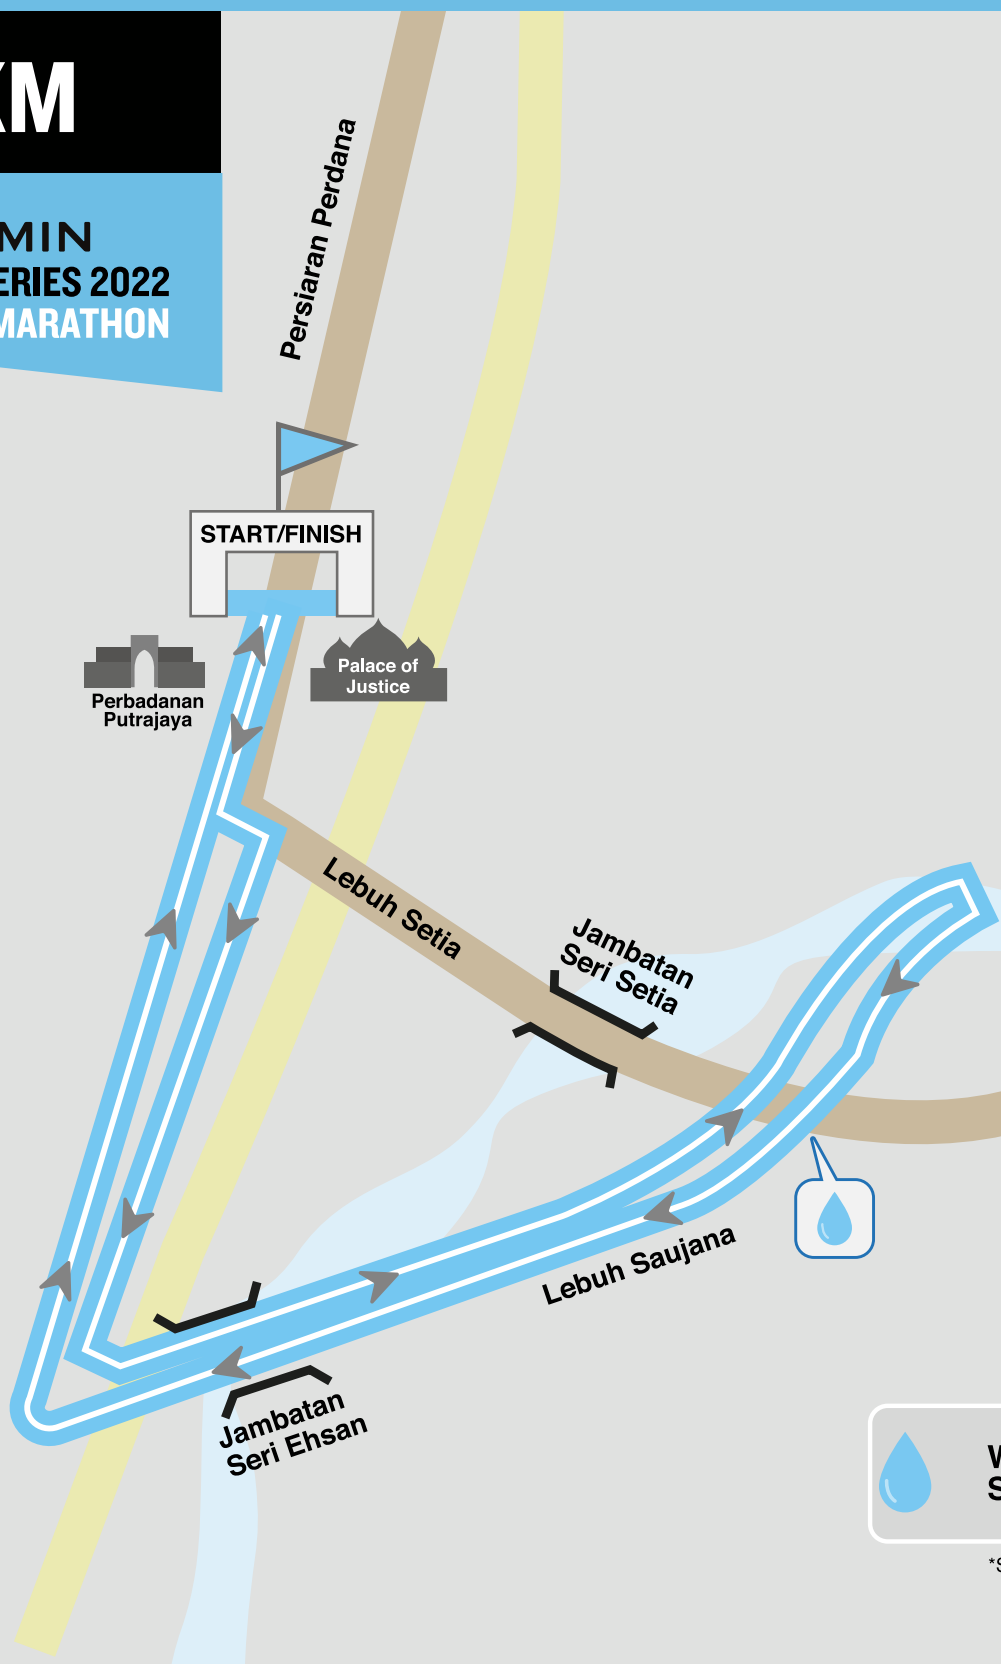 KM
MIN
ERIES 2022
MARATHON
Persiaran Perdana
START/FINISH
Palace of
Justice
Perbadanan
Putrajaya
Lebuh Setia
Jambatan
Seri Setia
Lebuh Saujana
Jambatan
Seri Ehsan